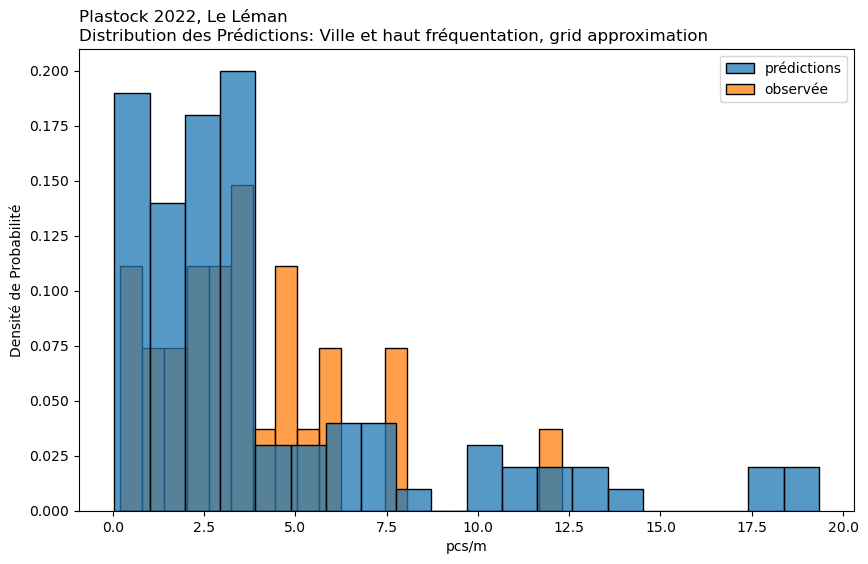 Plastock 2022, Le Léman
Distribution des Prédictions: Ville et haut fréquentation, grid approximation
prédictions
observée
Densité de Probabilité
0.200
0.175
0.150
0.125
0.100
0.075
0.050
0.025
0.000
0.0 2.5 5.0 7.5 10.0 12.5 15.0 17.5 20.0
pcs/m